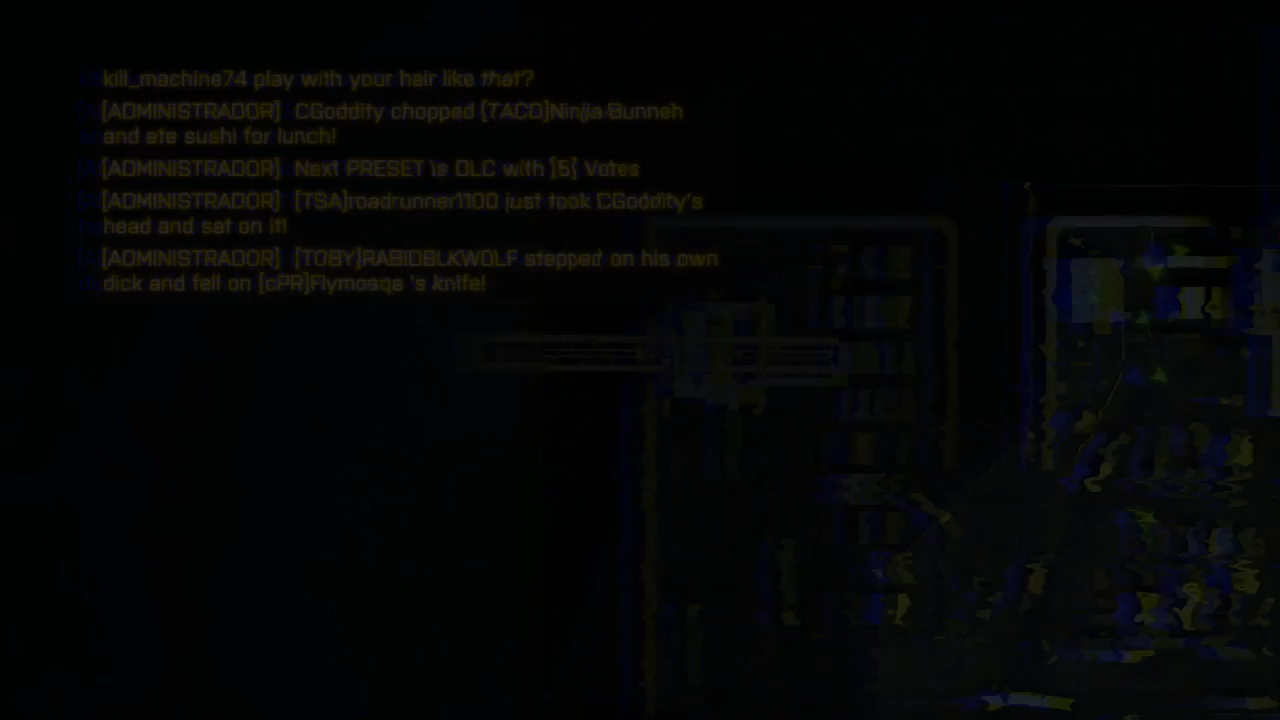 kill_machine74 play with your hair like that?
[ADMINISTRADOR] CGoddity chopped [TACO]Ninjja-Bunneh
and ate sushi for lunch!
[ADMINISTRADOR] Next PRESET is DLC with [5] Votes
[ADMINISTRADOR] [TSA]roadrunner1100 just took CGoddity's
head and sat on it!
[ADMINISTRADOR] [TOBY]RABIDBLKWOLF stepped on his own
dick and fell on [cPR]Flymosqa 's knife!